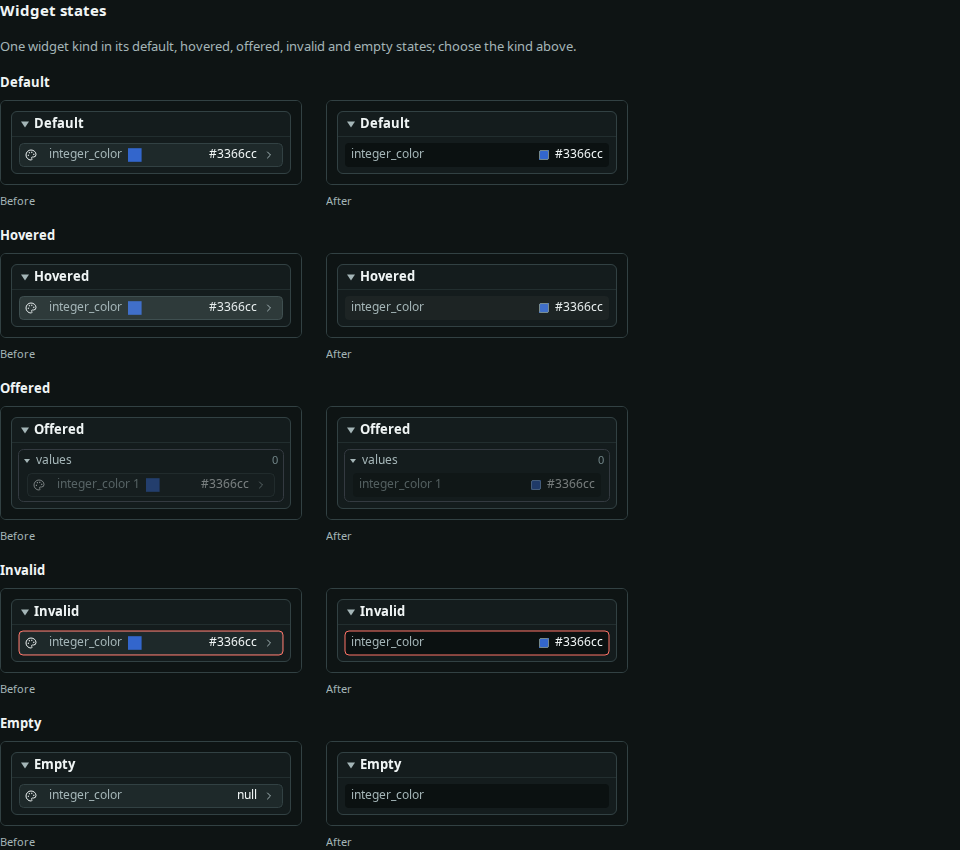 Widget states
One widget kind in its default, hovered, offered, invalid and empty states; choose the kind above.
Default
Default
integer_color #3366cc
Before
Default
integer_color #3366cc
After
Hovered
Hovered
integer_color #3366cc
Before
Hovered
integer_color #3366cc
After
Offered
Offered
values 0
integer_color 1 #3366cc
Before
Offered
values 0
integer_color 1 #3366cc
After
Invalid
Invalid
integer_color #3366cc
Before
Invalid
integer_color #3366cc
After
Empty
Empty
integer_color null
Before
Empty
integer_color
After